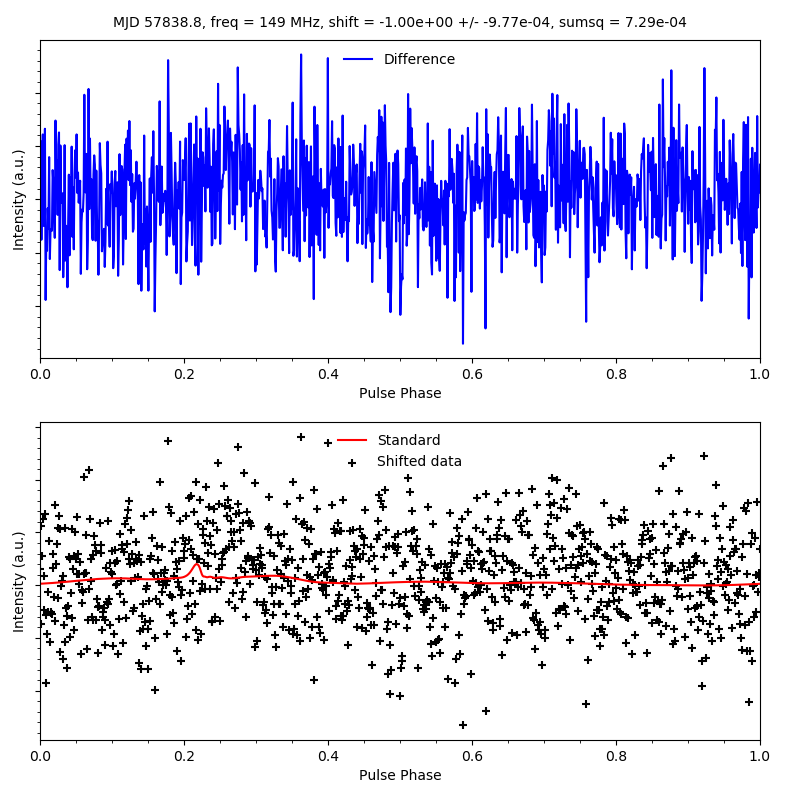 MJD 57838.8, freq = 149 MHz, shift = -1.00e+00 +/- -9.77e-04, sumsq = 7.29e-04
Difference
Intensity (a.u.)
0.0 0.2 0.4 0.6 0.8 1.0
Pulse Phase
Standard
Shifted data
Intensity (a.u.)
0.0 0.2 0.4 0.6 0.8 1.0
Pulse Phase